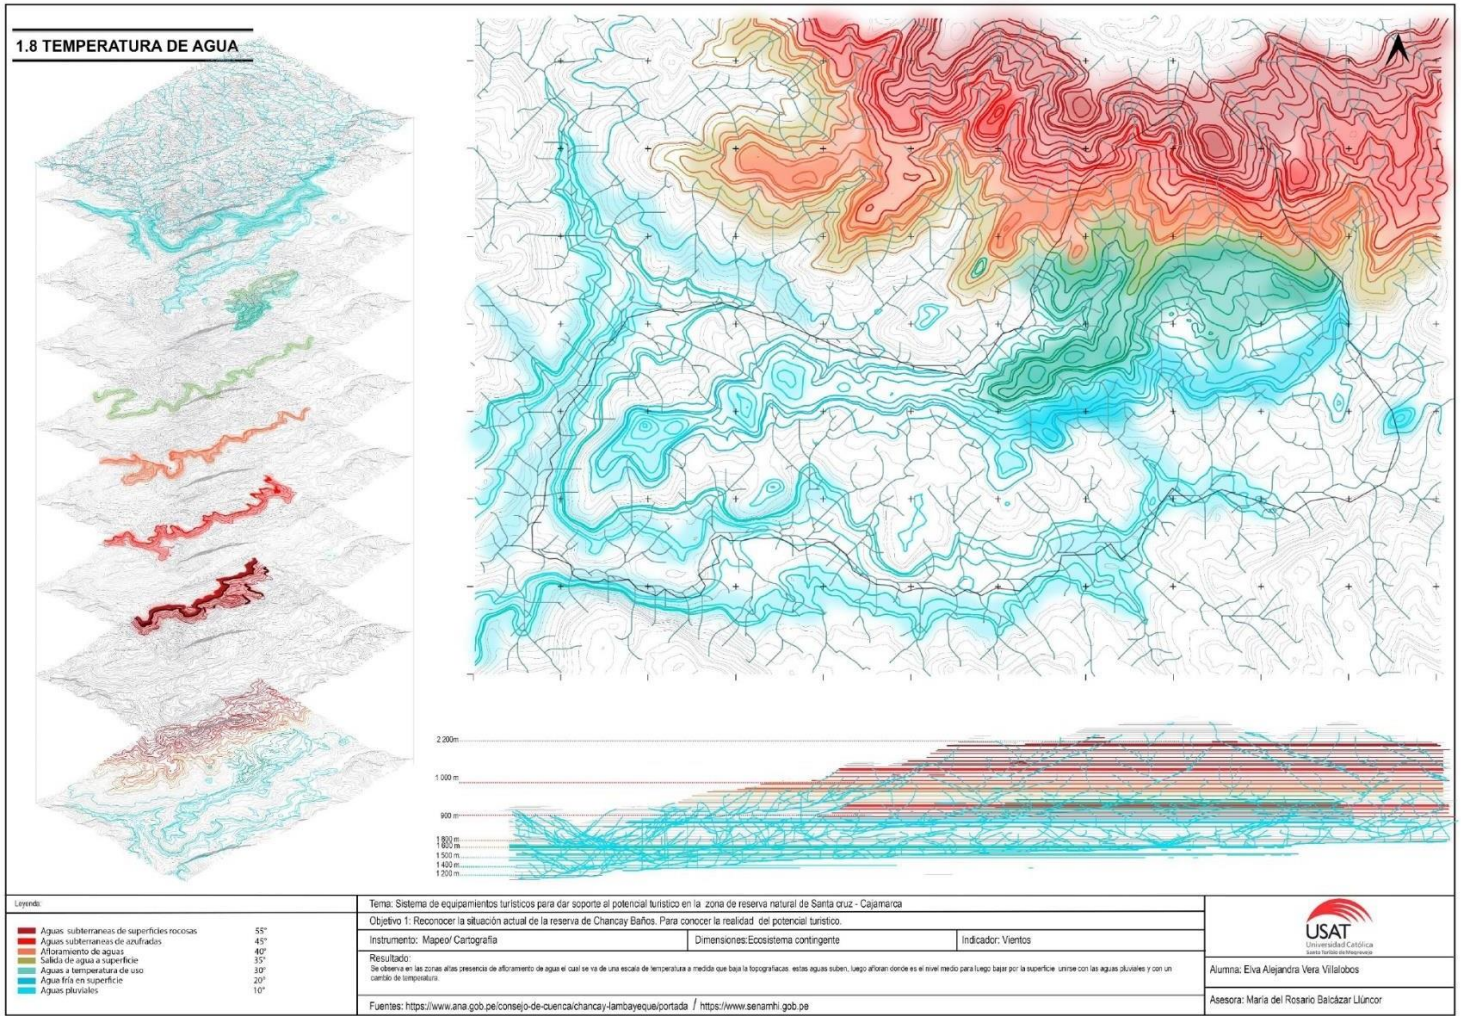 1.8 TEMPERATURA DE AGUA
2 200m
1 000 m
900 m
1 800 m
1 600 m
1 500 m
1 400 m
1 200 m
Leyenda:
Aguas subterraneas de superficies rocosas 55°
Aguas subterraneas de azufradas 45°
Afloramiento de aguas 40°
Salida de agua a superficie 35°
Aguas a temperatura de uso 30°
Agua fría en superficie 20°
Aguas pluviales 10°
Tema: Sistema de equipamientos turísticos para dar soporte al potencial turístico en la zona de reserva natural de Santa cruz - Cajamarca
Objetivo 1: Reconocer la situación actual de la reserva de Chancay Baños. Para conocer la realidad del potencial turístico.
Instrumento: Mapeo/ Cartografía
Dimensiones:Ecosistema contingente
Indicador: Vientos
Resultado:
Se observa en las zonas altas presencia de afloramiento de agua el cual se va de una escala de temperatura a medida que baja la topografíacas. estas aguas suben, luego afloran donde es el nivel medio para luego bajar por la superficie unirse con las aguas pluviales y con un
cambio de temperatura.
Fuentes: https://www.ana.gob.pe/consejo-de-cuenca/chancay-lambayeque/portada / https://www.senamhi.gob.pe
USAT
Universidad Católica
Santo Toribio de Mogrovejo
Alumna: Elva Alejandra Vera Villalobos
Asesora: María del Rosario Balcázar Llúncor